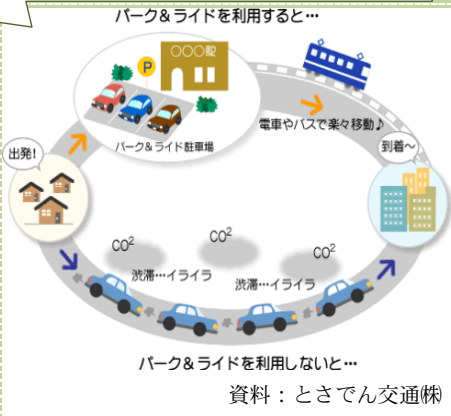 パーク&ライドを利用すると…
〇〇〇駅
P
パーク&ライド駐車場
電車やバスで楽々移動♪
出発!
到着～
CO²
CO²
CO²
渋滞…イライラ
渋滞…イライラ
パーク&ライドを利用しないと…
資料：とさでん交通㈱